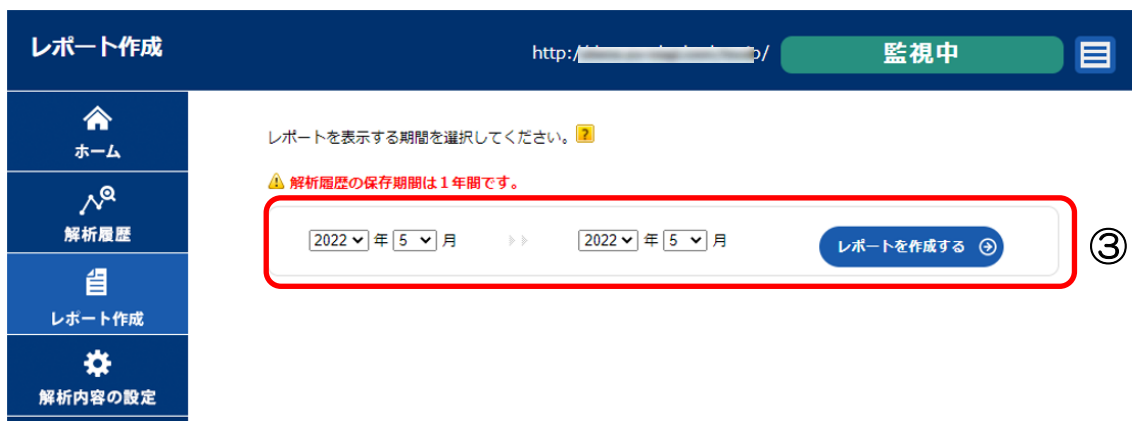 レポート作成
http:/ /
監視中
ホーム
解析履歴
レポート作成
解析内容の設定
レポートを表示する期間を選択してください。 ?
解析履歴の保存期間は1年間です。
2022 年 5 月 2022 年 5 月 レポートを作成する
③